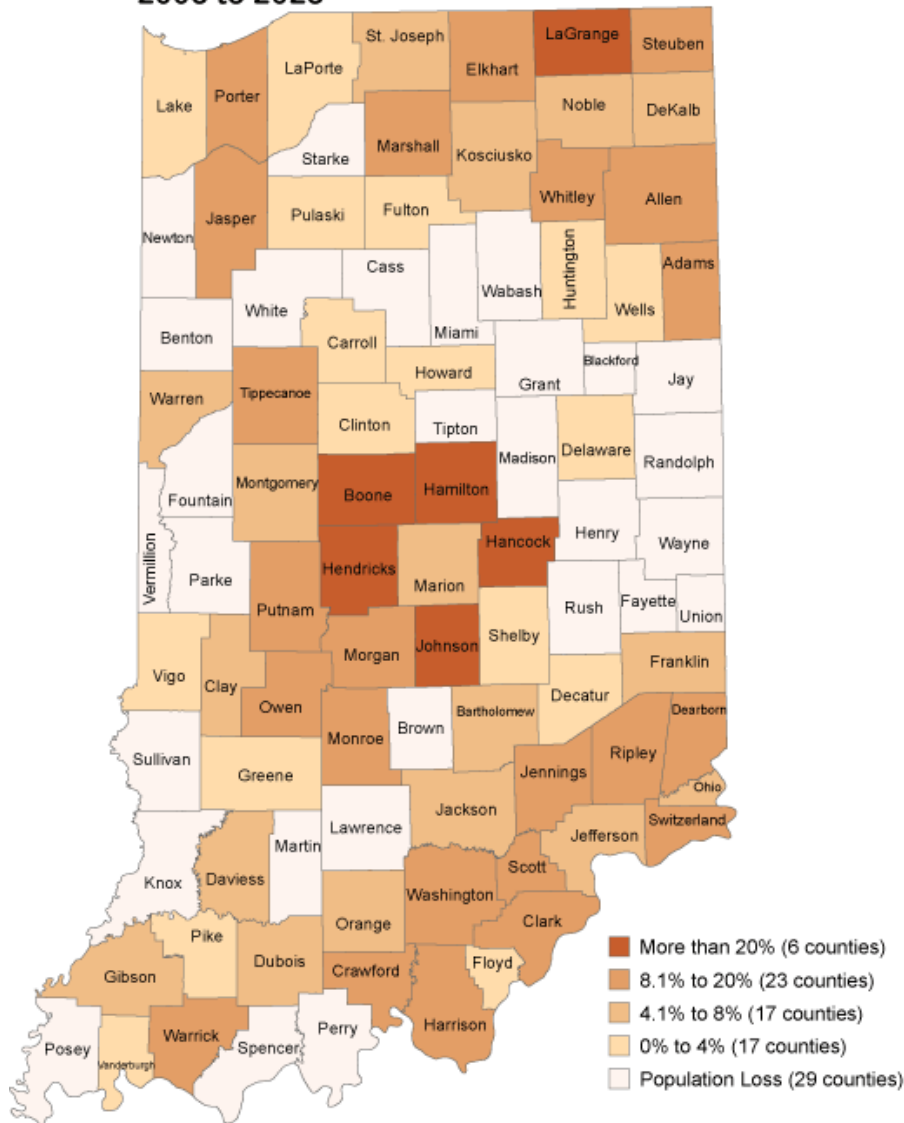 2005 to 2025
LaGrange
St. Joseph
Steuben
Elkhart
LaPorte
Porter
Lake
Noble
DeKalb
Marshall
Kosciusko
Starke
Whitley
Allen
Jasper
Pulaski
Fulton
Newton
Cass
Huntington
Adams
Wabash
White
Wells
Miami
Benton
Carroll
Blackford
Howard
Jay
Grant
Tippecanoe
Warren
Clinton
Tipton
Delaware
Madison
Randolph
Montgomery
Boone
Hamilton
Fountain
Henry
Hancock
Wayne
Vermillion
Hendricks
Parke
Marion
Putnam
Rush
Fayette
Union
Shelby
Johnson
Morgan
Franklin
Vigo
Clay
Decatur
Owen
Bartholomew
Dearborn
Brown
Monroe
Ripley
Sullivan
Jennings
Greene
Ohio
Jackson
Switzerland
Lawrence
Jefferson
Martin
Scott
Knox
Daviess
Washington
Clark
Orange
Pike
Dubois
Floyd
Crawford
Gibson
Harrison
Perry
Warrick
Spencer
Posey
Vanderburgh
More than 20% (6 counties)
8.1% to 20% (23 counties)
4.1% to 8% (17 counties)
0% to 4% (17 counties)
Population Loss (29 counties)